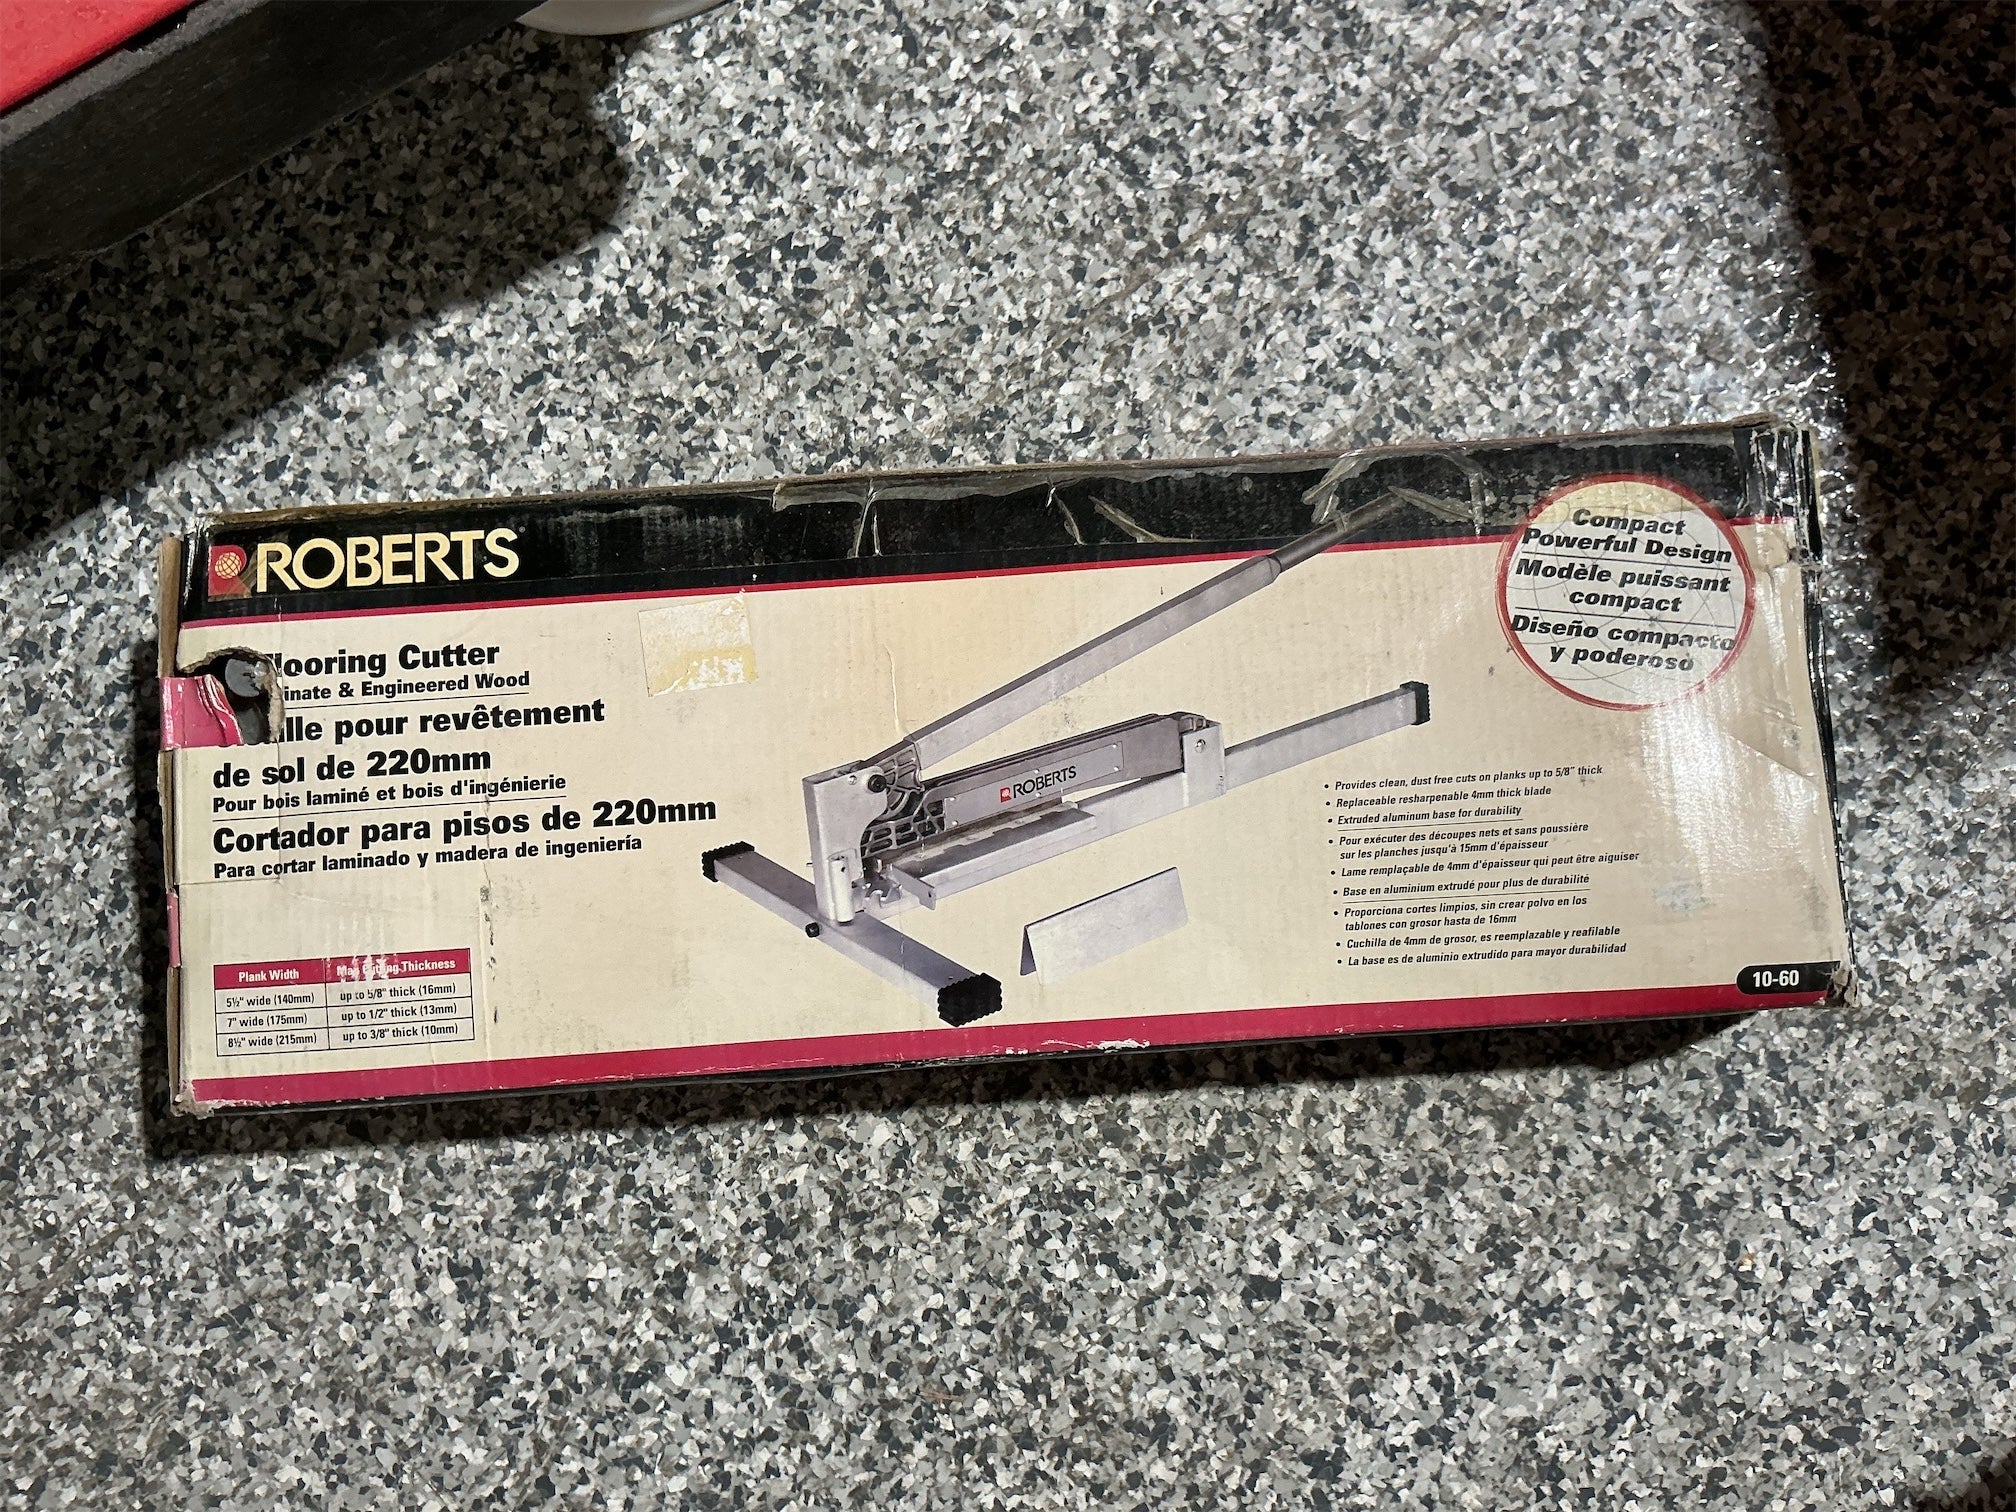 ROBERTS
Flooring Cutter
& Engineered Wood
pour revêtement
de sol de 220mm
Pour bois laminé et bois d'ingénierie
Cortador para pisos de 220mm
Para cortar laminado y madera de ingeniería
Plank Width Max Cutting Thickness
5½" wide (140mm) up to 5/8" thick (16mm)
7" wide (175mm) up to 1/2" thick (13mm)
8½" wide (215mm) up to 3/8" thick (10mm)
ROBERTS
Compact
Powerful Design
Modèle puissant
compact
Diseño compacto
y poderoso
• Provides clean, dust free cuts on planks up to 5/8" thick
• Replaceable resharpenable 4mm thick blade
• Extruded aluminum base for durability
• Pour exécuter des découpes nets et sans poussière
sur les planches jusqu'à 15mm d'épaisseur
• Lame remplaçable de 4mm d'épaisseur qui peut être aiguiser
• Base en aluminium extrudé pour plus de durabilité
• Proporciona cortes limpios, sin crear polvo en los
tablones con grosor hasta de 16mm
• Cuchilla de 4mm de grosor, es reemplazable y reafilable
• La base es de aluminio extrudido para mayor durabilidad
10-60